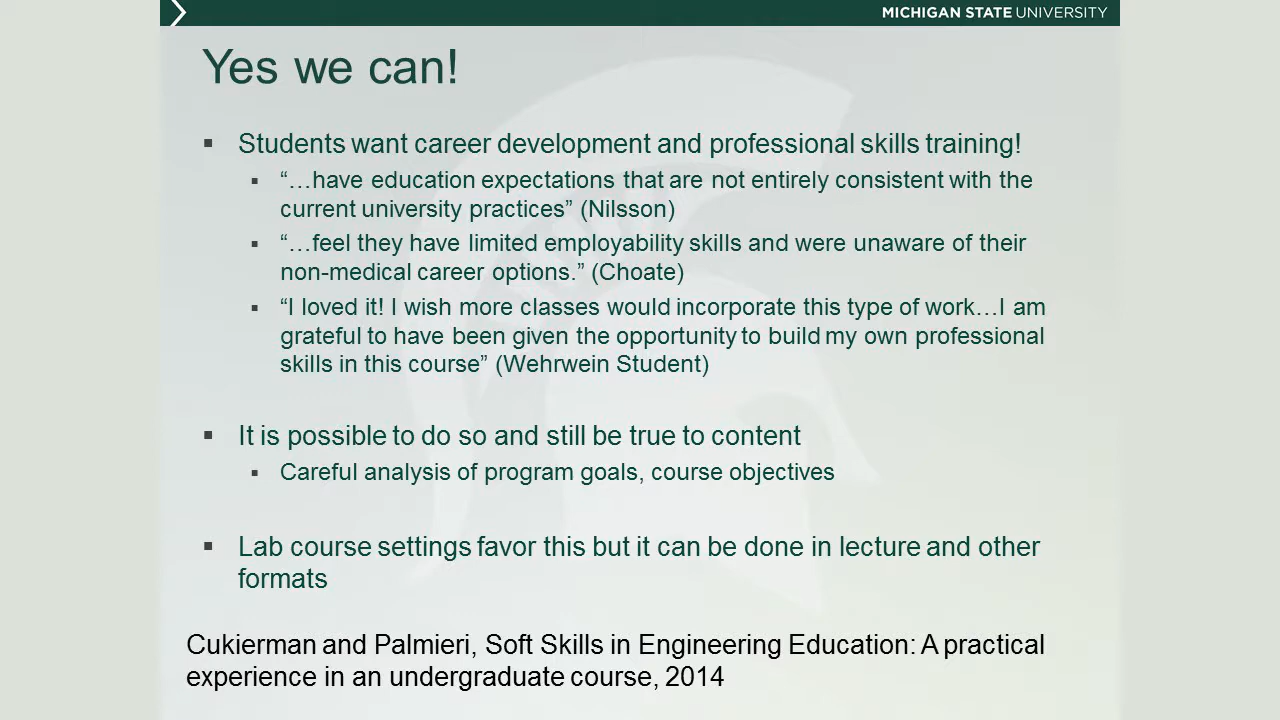 MICHIGAN STATE UNIVERSITY
Yes we can!
▪ Students want career development and professional skills training!
▪ “…have education expectations that are not entirely consistent with the
current university practices” (Nilsson)
▪ “…feel they have limited employability skills and were unaware of their
non-medical career options.” (Choate)
▪ “I loved it! I wish more classes would incorporate this type of work…I am
grateful to have been given the opportunity to build my own professional
skills in this course” (Wehrwein Student)
▪ It is possible to do so and still be true to content
▪ Careful analysis of program goals, course objectives
▪ Lab course settings favor this but it can be done in lecture and other
formats
Cukierman and Palmieri, Soft Skills in Engineering Education: A practical
experience in an undergraduate course, 2014